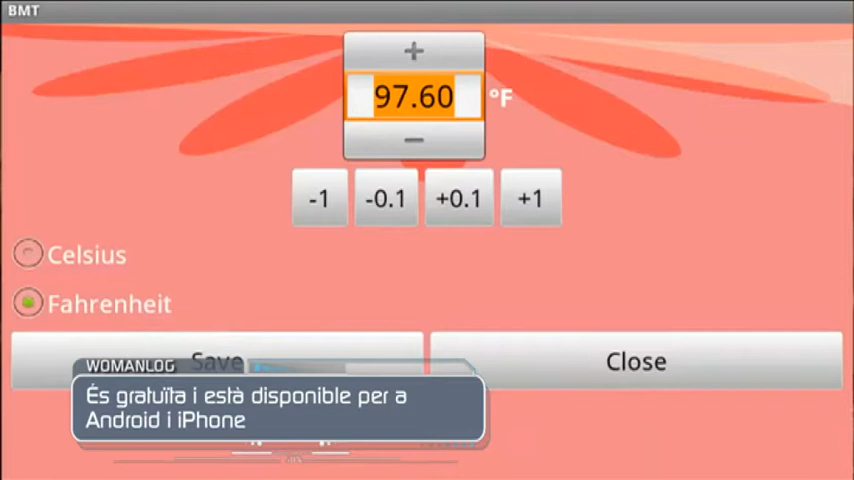 BMT
+
97.60 °F
-
-1 -0.1 +0.1 +1
Celsius
Fahrenheit
Save Close
WOMANLOG
És gratuïta i està disponible per a
Android i iPhone